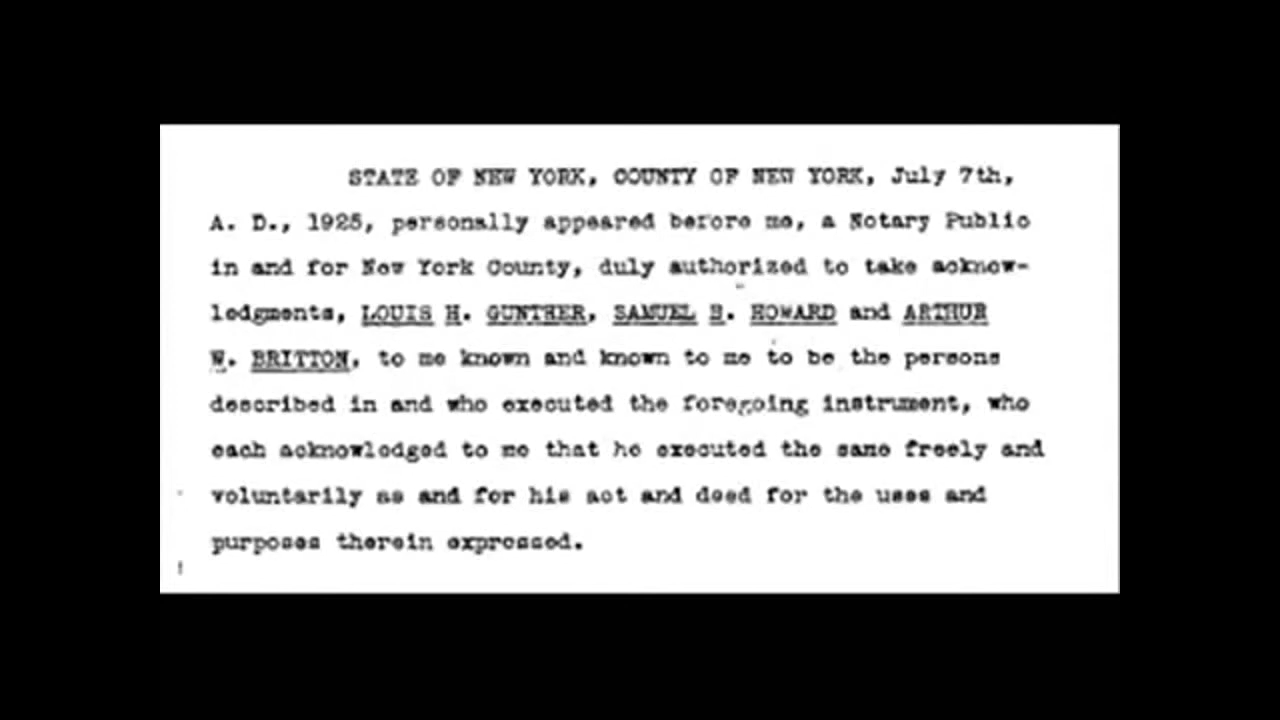 STATE OF NEW YORK, COUNTY OF NEW YORK, July 7th,
A. D., 1925, personally appeared before me, a Notary Public
in and for New York County, duly authorized to take acknow-
ledgments, LOUIS H. GUNTHER, SAMUEL B. HOWARD and ARTHUR
W. BRITTON, to me known and known to me to be the persons
described in and who executed the foregoing instrument, who
each acknowledged to me that he executed the same freely and
voluntarily as and for his act and deed for the uses and
purposes therein expressed.